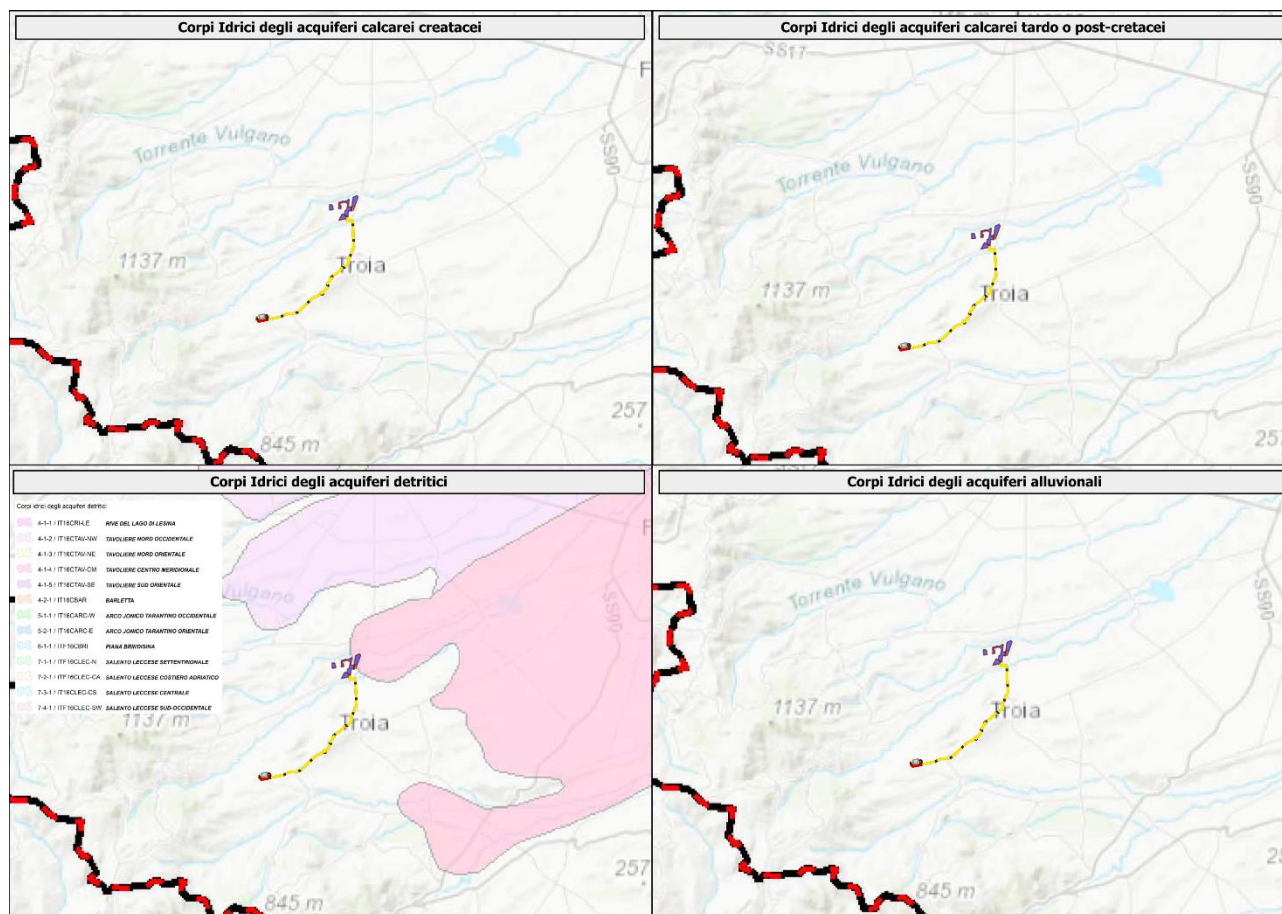 Corpi Idrici degli acquiferi calcarei creatacei
Torrente Vulgano
SS90
1137 m
Troia
257
845 m
Corpi Idrici degli acquiferi calcarei tardo o post-cretacei
SS17
Torrente Vulgano
SS90
1137 m
Troia
257
Corpi Idrici degli acquiferi detritici
Corpi idrici degli acquiferi detritici
4-1-1 / IT16CRI-LE RIVE DEL LAGO DI LESINA
4-1-2 / IT16CTAV-NW TAVOLIERE NORD OCCIDENTALE
4-1-3 / IT16CTAV-NE TAVOLIERE NORD ORIENTALE
4-1-4 / IT16CTAV-CM TAVOLIERE CENTRO MERIDIONALE
4-1-5 / IT16CTAV-SE TAVOLIERE SUD ORIENTALE
4-2-1 / IT16CBAR BARLETTA
5-1-1 / IT16CARC-W ARCO JONICO TARANTINO OCCIDENTALE
5-2-1 / IT16CARC-E ARCO JONICO TARANTINO ORIENTALE
6-1-1 / ITF16CBRI PIANA BRINDISINA
7-1-1 / ITF16CLEC-N SALENTO LECCESE SETTENTRIONALE
7-2-1 / ITF16CLEC-CA SALENTO LECCESE COSTIERO ADRIATICO
7-3-1 / IT16CLEC-CS SALENTO LECCESE CENTRALE
7-4-1 / ITF16CLEC-SW SALENTO LECCESE SUD-OCCIDENTALE
Vulgano
SS90
1137 m
Troia
257
845 m
Corpi Idrici degli acquiferi alluvionali
Torrente Vulgano
SS90
1137 m
Troia
257
845 m